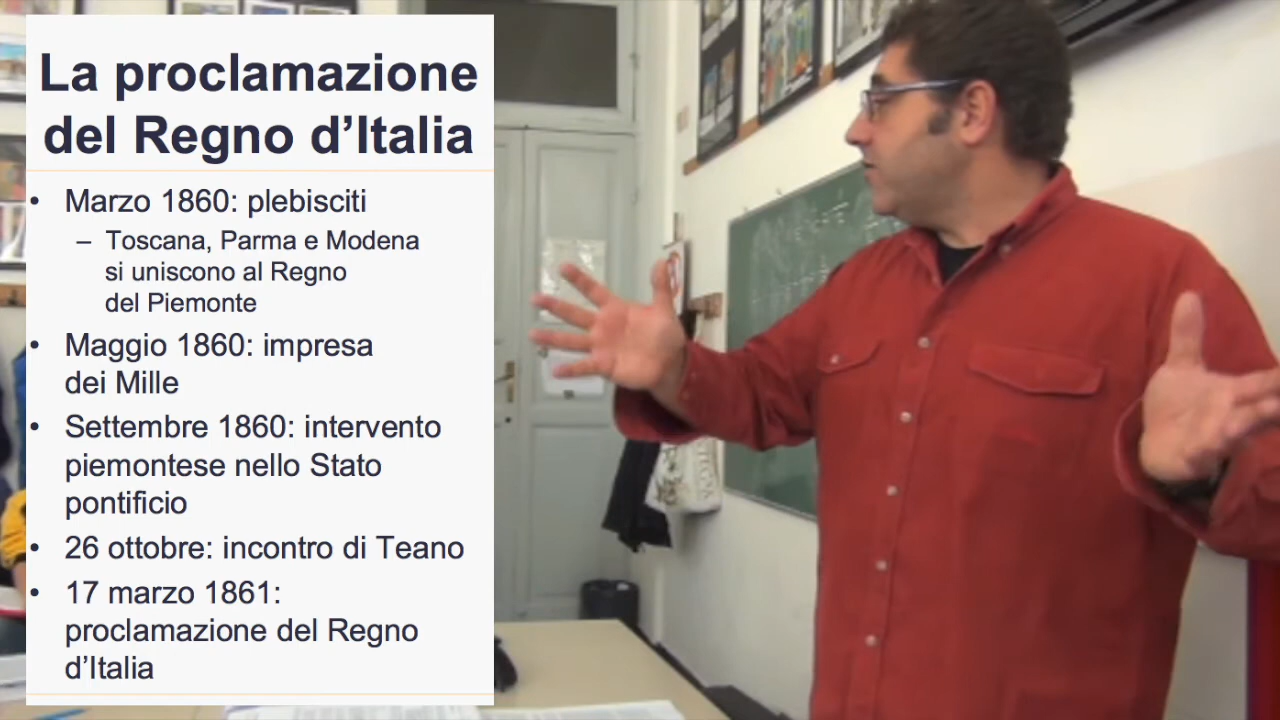 La proclamazione
del Regno d’Italia
• Marzo 1860: plebisciti
– Toscana, Parma e Modena
si uniscono al Regno
del Piemonte
• Maggio 1860: impresa
dei Mille
• Settembre 1860: intervento
piemontese nello Stato
pontificio
• 26 ottobre: incontro di Teano
• 17 marzo 1861:
proclamazione del Regno
d’Italia